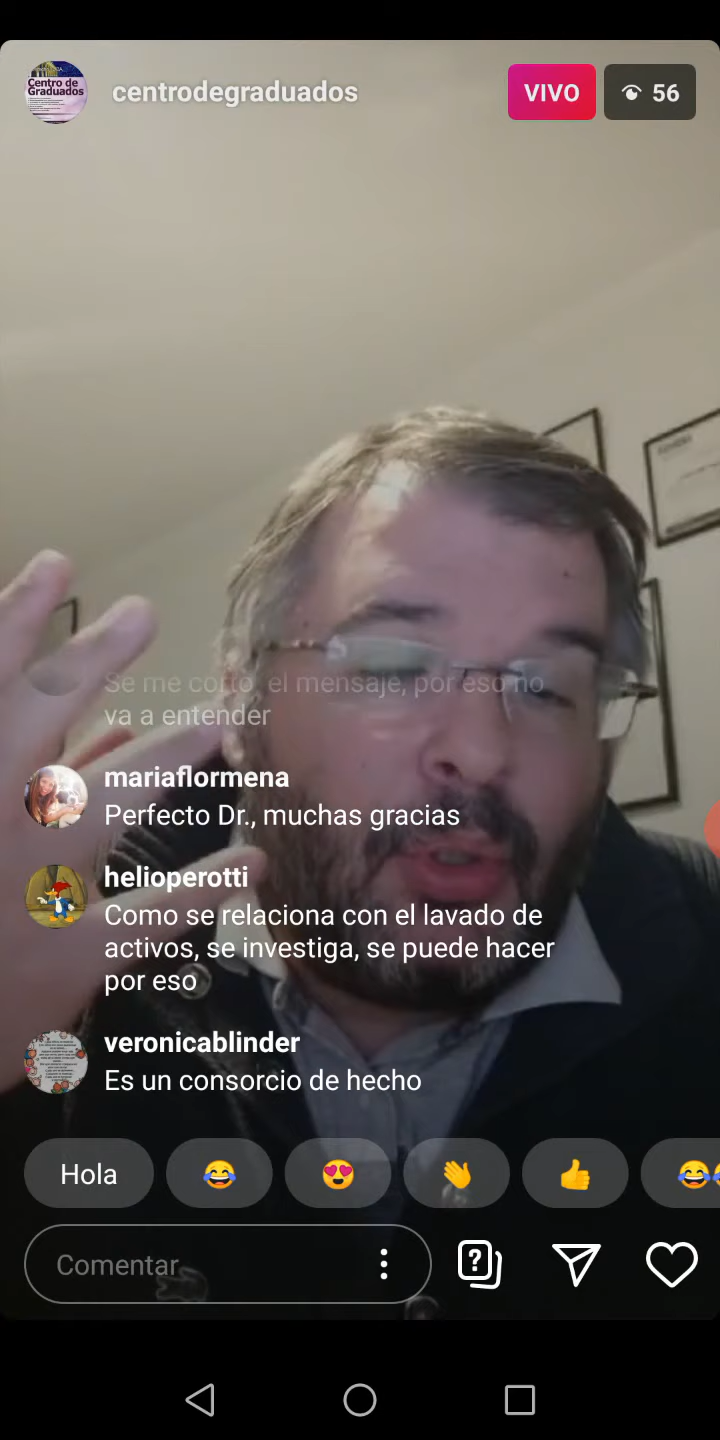 Centro de
Graduados
centrodegraduados
VIVO
56
Se me cortó el mensaje, por eso no
va a entender
mariaflormena
Perfecto Dr., muchas gracias
helioperotti
Como se relaciona con el lavado de
activos, se investiga, se puede hacer
por eso
veronicablinder
Es un consorcio de hecho
Hola
Comentar